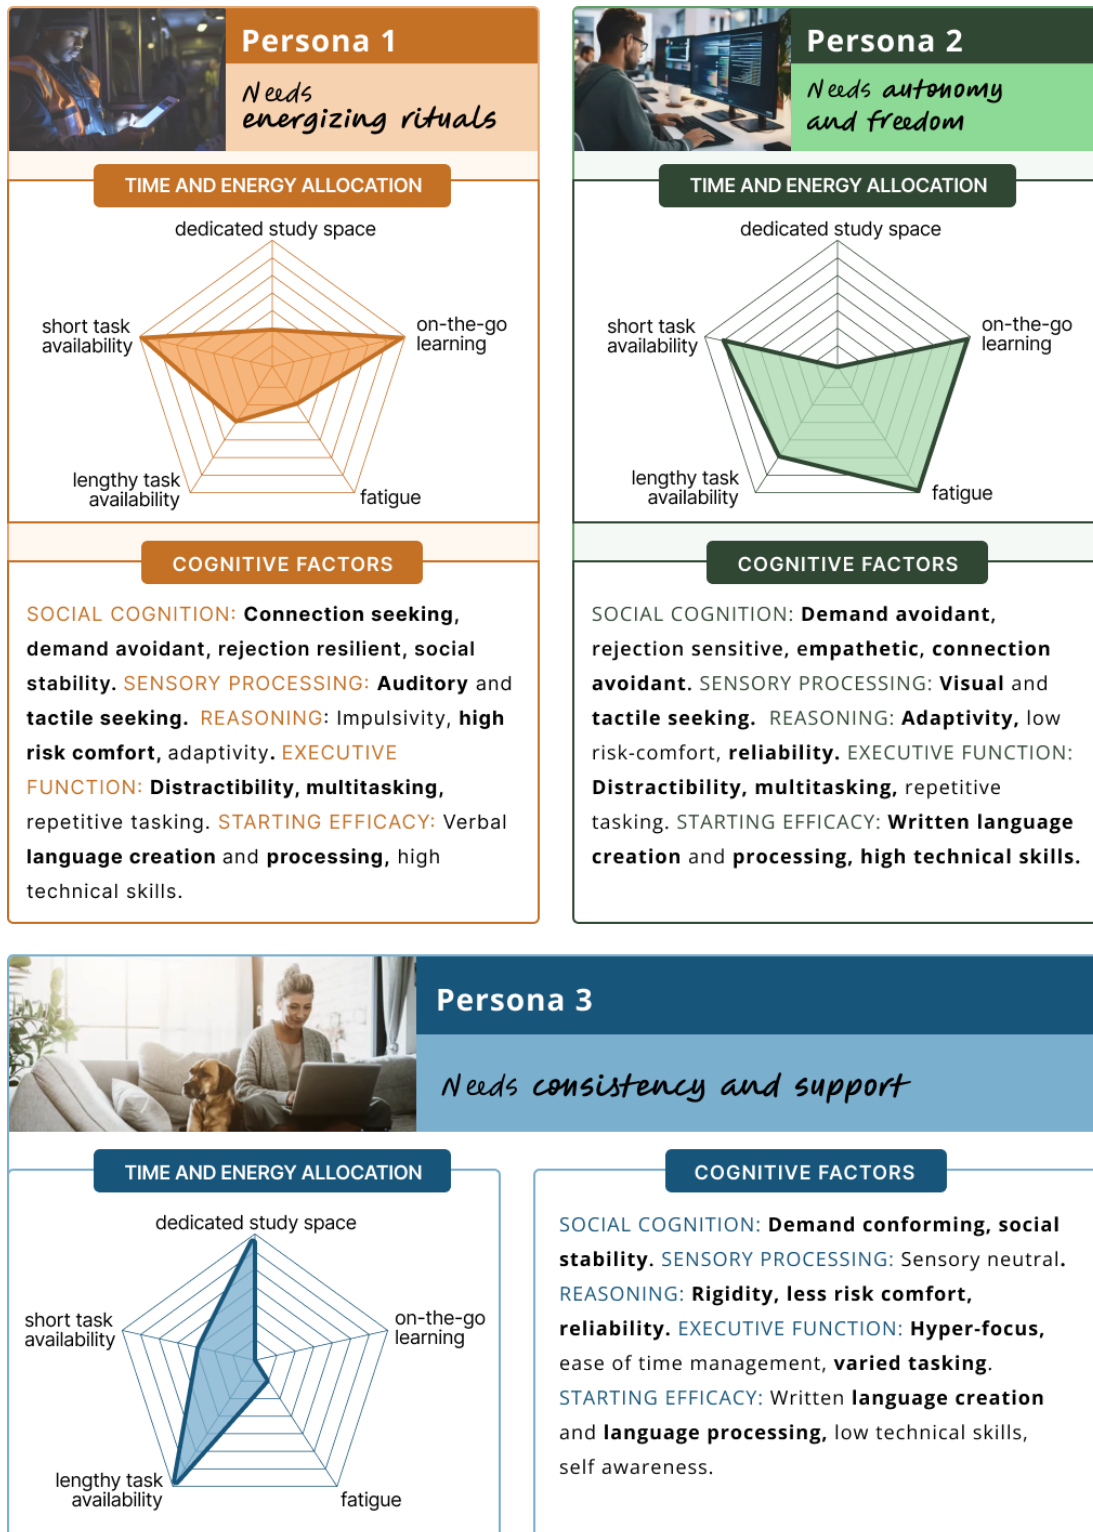 Persona 1
Needs
energizing rituals
TIME AND ENERGY ALLOCATION
dedicated study space
short task
availability
on-the-go
learning
lengthy task
availability
fatigue
COGNITIVE FACTORS
SOCIAL COGNITION: Connection seeking,
demand avoidant, rejection resilient, social
stability. SENSORY PROCESSING: Auditory and
tactile seeking. REASONING: Impulsivity, high
risk comfort, adaptivity. EXECUTIVE
FUNCTION: Distractibility, multitasking,
repetitive tasking. STARTING EFFICACY: Verbal
language creation and processing, high
technical skills.
Persona 2
Needs autonomy
and freedom
TIME AND ENERGY ALLOCATION
dedicated study space
short task
availability
on-the-go
learning
lengthy task
availability
fatigue
COGNITIVE FACTORS
SOCIAL COGNITION: Demand avoidant,
rejection sensitive, empathetic, connection
avoidant. SENSORY PROCESSING: Visual and
tactile seeking. REASONING: Adaptivity, low
risk-comfort, reliability. EXECUTIVE FUNCTION:
Distractibility, multitasking, repetitive
tasking. STARTING EFFICACY: Written language
creation and processing, high technical skills.
Persona 3
Needs consistency and support
TIME AND ENERGY ALLOCATION
dedicated study space
short task
availability
on-the-go
learning
lengthy task
availability
fatigue
COGNITIVE FACTORS
SOCIAL COGNITION: Demand conforming, social
stability. SENSORY PROCESSING: Sensory neutral.
REASONING: Rigidity, less risk comfort,
reliability. EXECUTIVE FUNCTION: Hyper-focus,
ease of time management, varied tasking.
STARTING EFFICACY: Written language creation
and language processing, low technical skills,
self awareness.